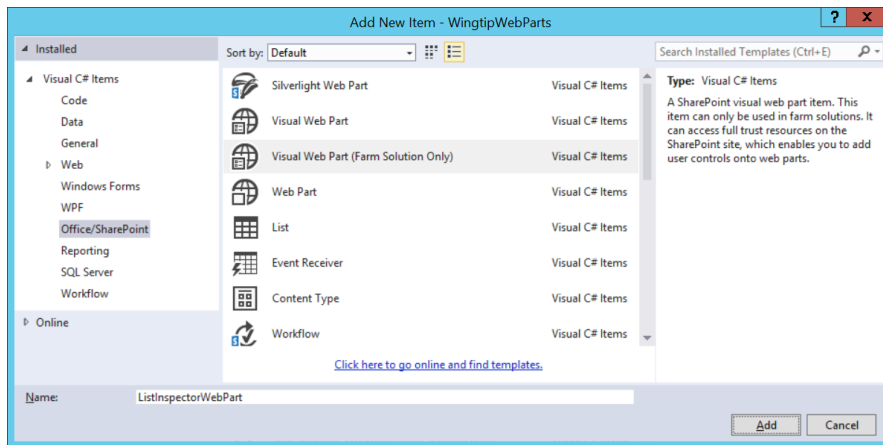 Add New Item - WingtipWebParts
? X
Installed
Sort by: Default
Search Installed Templates (Ctrl+E)
Visual C# Items
Code
Data
General
Web
Windows Forms
WPF
Office/SharePoint
Reporting
SQL Server
Workflow
Online
Silverlight Web Part Visual C# Items
Visual Web Part Visual C# Items
Visual Web Part (Farm Solution Only) Visual C# Items
Web Part Visual C# Items
List Visual C# Items
Event Receiver Visual C# Items
Content Type Visual C# Items
Workflow Visual C# Items
Click here to go online and find templates.
Type: Visual C# Items
A SharePoint visual web part item. This
item can only be used in farm solutions. It
can access full trust resources on the
SharePoint site, which enables you to add
user controls onto web parts.
Name: ListInspectorWebPart
Add Cancel